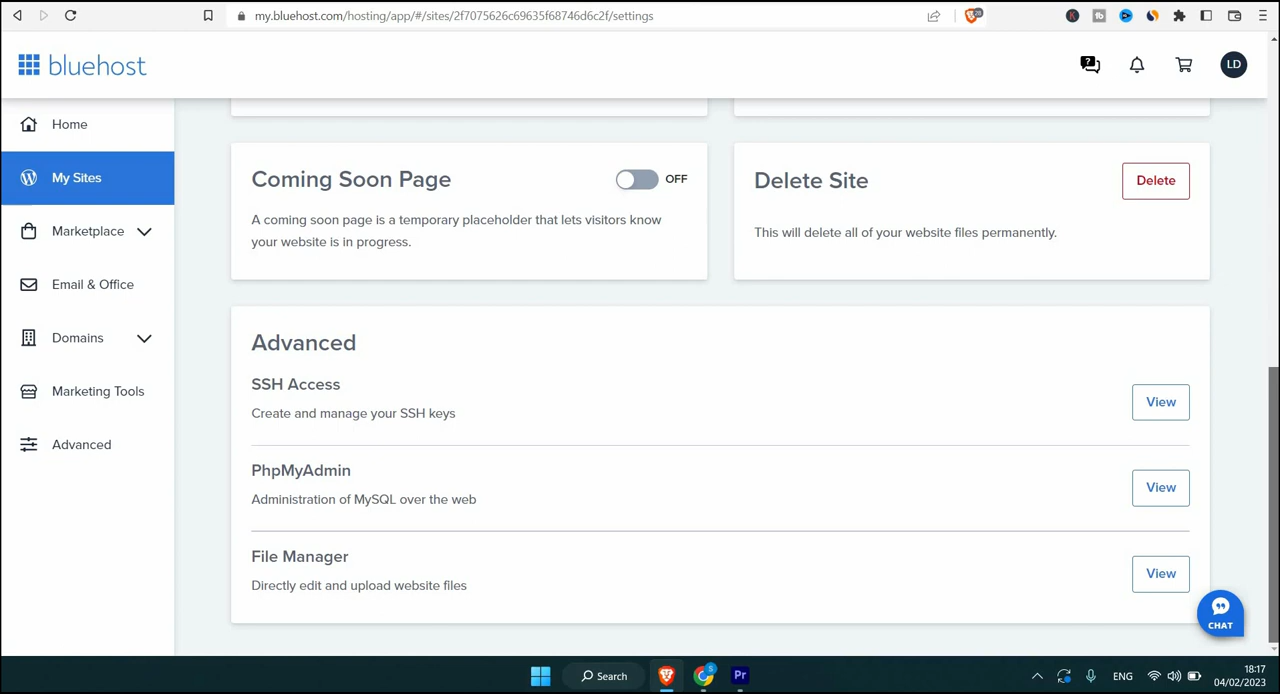 my.bluehost.com/hosting/app/#/sites/2f7075626c69635f68746d6c2f/settings
28
K
tb
bluehost
?
LD
Home
My Sites
Marketplace
Email & Office
Domains
Marketing Tools
Advanced
Coming Soon Page
OFF
A coming soon page is a temporary placeholder that lets visitors know
your website is in progress.
Delete Site
Delete
This will delete all of your website files permanently.
Advanced
SSH Access
Create and manage your SSH keys
View
PhpMyAdmin
Administration of MySQL over the web
View
File Manager
Directly edit and upload website files
View
CHAT
Search
S
Pr
ENG
18:17
04/02/2023